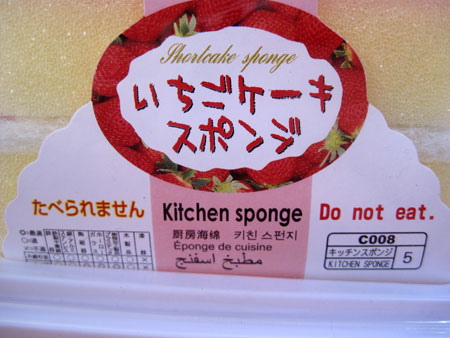 Shortcake sponge
いちごケーキ
スポンジ
たべられません
Kitchen sponge
Do not eat.
厨房海绵 키친 스펀지
Éponge de cuisine
مطبخ اسفنج
C008
キッチンスポンジ
KITCHEN SPONGE
5